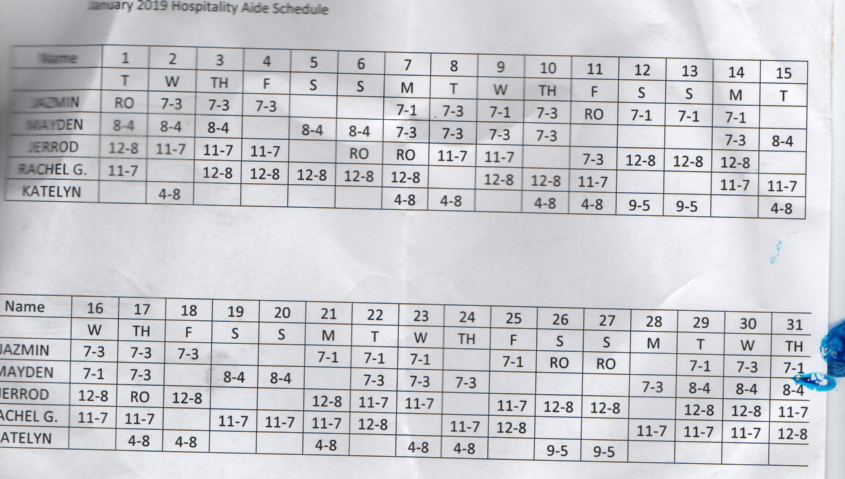 January 2019 Hospitality Aide Schedule
Name 1 2 3 4 5 6 7 8 9 10 11 12 13 14 15
T W TH F S S M T W TH F S S M T
JAZMIN RO 7-3 7-3 7-3 7-1 7-3 7-1 7-3 RO 7-1 7-1 7-1
MAYDEN 8-4 8-4 8-4 8-4 8-4 7-3 7-3 7-3 7-3 7-3 8-4
JERROD 12-8 11-7 11-7 11-7 RO RO 11-7 11-7 7-3 12-8 12-8 12-8
RACHEL G. 11-7 12-8 12-8 12-8 12-8 12-8 12-8 12-8 11-7 11-7 11-7
KATELYN 4-8 4-8 4-8 4-8 4-8 9-5 9-5 4-8
Name 16 17 18 19 20 21 22 23 24 25 26 27 28 29 30 31
W TH F S S M T W TH F S S M T W TH
JAZMIN 7-3 7-3 7-3 7-1 7-1 7-1 7-1 RO RO 7-1 7-3 7-1
MAYDEN 7-1 7-3 8-4 8-4 7-3 7-3 7-3 7-3 8-4 8-4 8-4
ERROD 12-8 RO 12-8 12-8 11-7 11-7 11-7 12-8 12-8 12-8 12-8 11-7
ACHEL G. 11-7 11-7 11-7 11-7 11-7 12-8 11-7 12-8 11-7 11-7 11-7 12-8
ATELYN 4-8 4-8 4-8 4-8 4-8 9-5 9-5